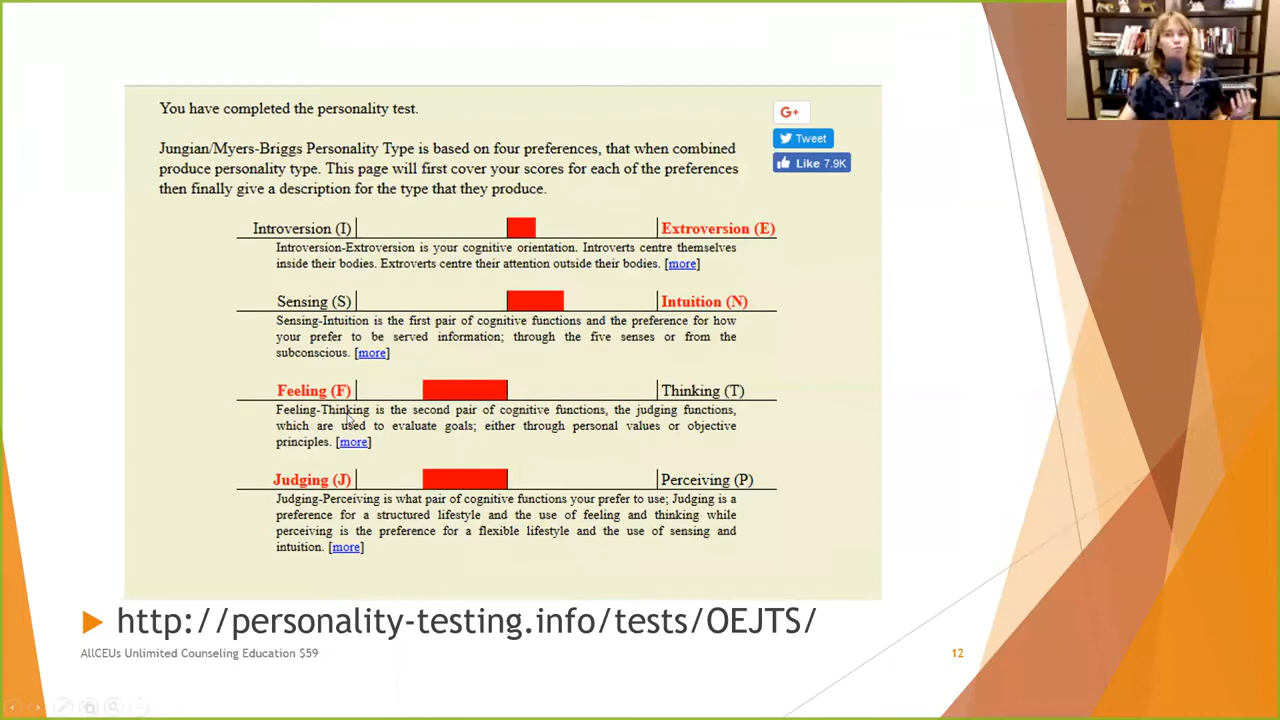 You have completed the personality test.
G+
Tweet
Like 7.9K
Jungian/Myers-Briggs Personality Type is based on four preferences, that when combined
produce personality type. This page will first cover your scores for each of the preferences
then finally give a description for the type that they produce.
Introversion (I) Extroversion (E)
Introversion-Extroversion is your cognitive orientation. Introverts centre themselves
inside their bodies. Extroverts centre their attention outside their bodies. [more]
Sensing (S) Intuition (N)
Sensing-Intuition is the first pair of cognitive functions and the preference for how
your prefer to be served information; through the five senses or from the
subconscious. [more]
Feeling (F) Thinking (T)
Feeling-Thinking is the second pair of cognitive functions, the judging functions,
which are used to evaluate goals; either through personal values or objective
principles. [more]
Judging (J) Perceiving (P)
Judging-Perceiving is what pair of cognitive functions your prefer to use; Judging is a
preference for a structured lifestyle and the use of feeling and thinking while
perceiving is the preference for a flexible lifestyle and the use of sensing and
intuition. [more]
http://personality-testing.info/tests/OEJTS/
AllCEUs Unlimited Counseling Education $59
12